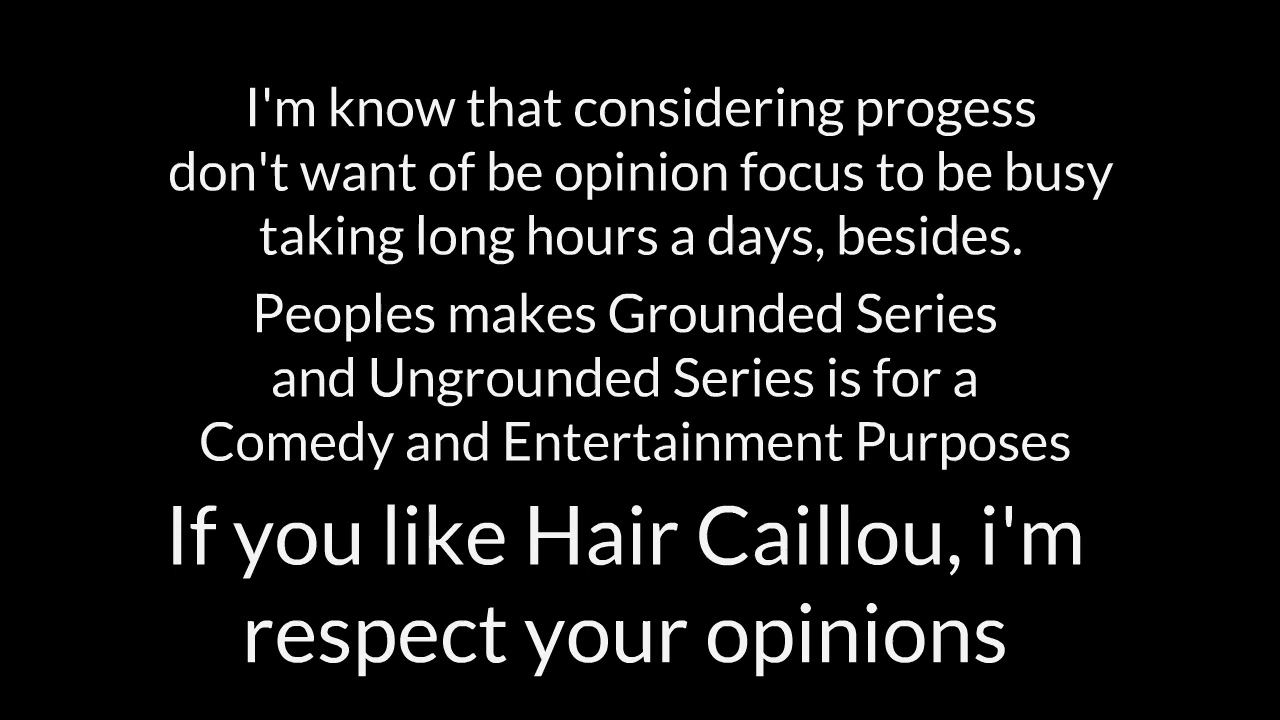 I'm know that considering progess
don't want of be opinion focus to be busy
taking long hours a days, besides.
Peoples makes Grounded Series
and Ungrounded Series is for a
Comedy and Entertainment Purposes
If you like Hair Caillou, i'm
respect your opinions